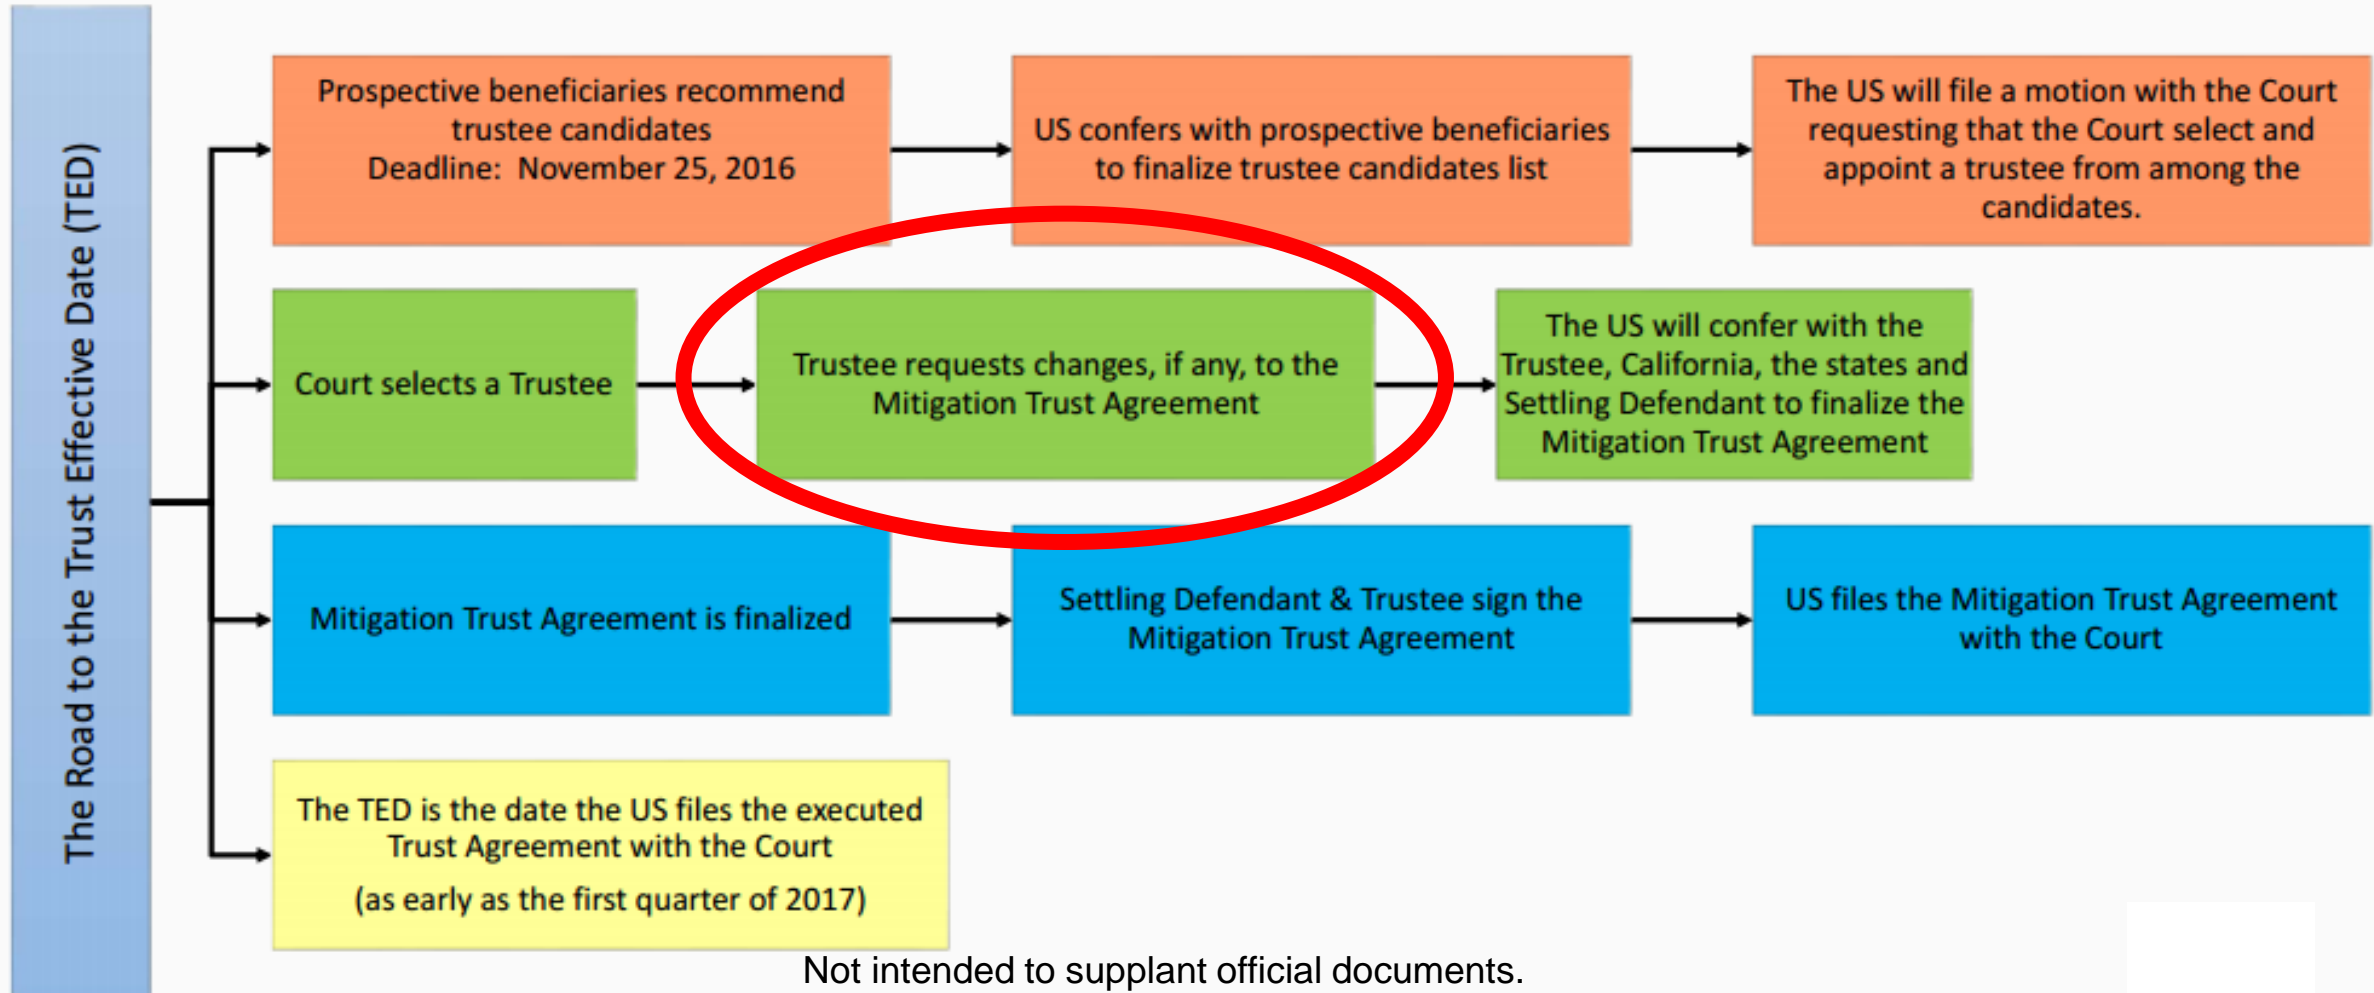 The Road to the Trust Effective Date (TED)
Prospective beneficiaries recommend
trustee candidates
Deadline: November 25, 2016
US confers with prospective beneficiaries
to finalize trustee candidates list
The US will file a motion with the Court
requesting that the Court select and
appoint a trustee from among the
candidates.
Court selects a Trustee
Trustee requests changes, if any, to the
Mitigation Trust Agreement
The US will confer with the
Trustee, California, the states and
Settling Defendant to finalize the
Mitigation Trust Agreement
Mitigation Trust Agreement is finalized
Settling Defendant & Trustee sign the
Mitigation Trust Agreement
US files the Mitigation Trust Agreement
with the Court
The TED is the date the US files the executed
Trust Agreement with the Court
(as early as the first quarter of 2017)
Not intended to supplant official documents.